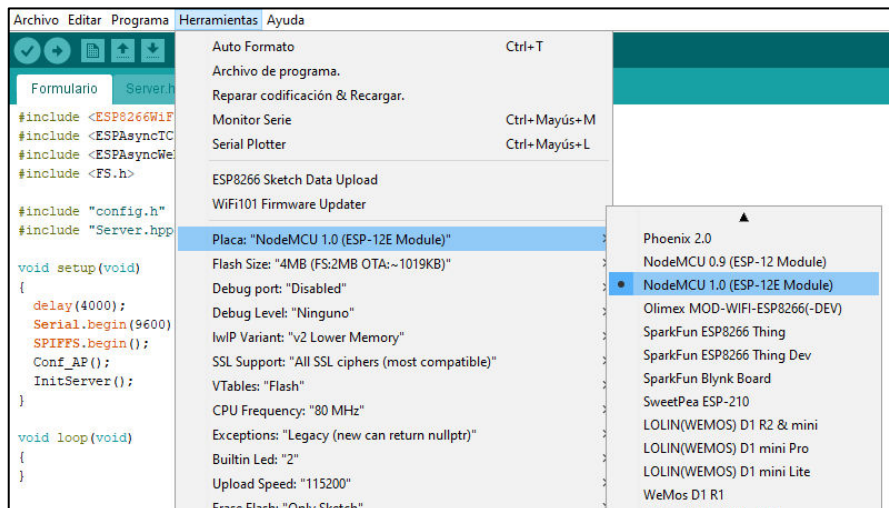 Archivo Editar Programa Herramientas Ayuda
Formulario
Server.h
#include <ESP8266WiF
#include <ESPAsyncTC
#include <ESPAsyncWe
#include <FS.h>
#include "config.h"
#include "Server.hpp
void setup(void)
{
delay(4000);
Serial.begin(9600)
SPIFFS.begin();
Conf_AP();
InitServer();
}
void loop(void)
{
}
Auto Formato Ctrl+T
Archivo de programa.
Reparar codificación & Recargar.
Monitor Serie Ctrl+Mayús+M
Serial Plotter Ctrl+Mayús+L
ESP8266 Sketch Data Upload
WiFi101 Firmware Updater
Placa: "NodeMCU 1.0 (ESP-12E Module)"
Flash Size: "4MB (FS:2MB OTA:~1019KB)"
Debug port: "Disabled"
Debug Level: "Ninguno"
lwIP Variant: "v2 Lower Memory"
SSL Support: "All SSL ciphers (most compatible)"
VTables: "Flash"
CPU Frequency: "80 MHz"
Exceptions: "Legacy (new can return nullptr)"
Builtin Led: "2"
Upload Speed: "115200"
Erase Flash: "Only Sketch"
Phoenix 2.0
NodeMCU 0.9 (ESP-12 Module)
NodeMCU 1.0 (ESP-12E Module)
Olimex MOD-WIFI-ESP8266(-DEV)
SparkFun ESP8266 Thing
SparkFun ESP8266 Thing Dev
SparkFun Blynk Board
SweetPea ESP-210
LOLIN(WEMOS) D1 R2 & mini
LOLIN(WEMOS) D1 mini Pro
LOLIN(WEMOS) D1 mini Lite
WeMos D1 R1